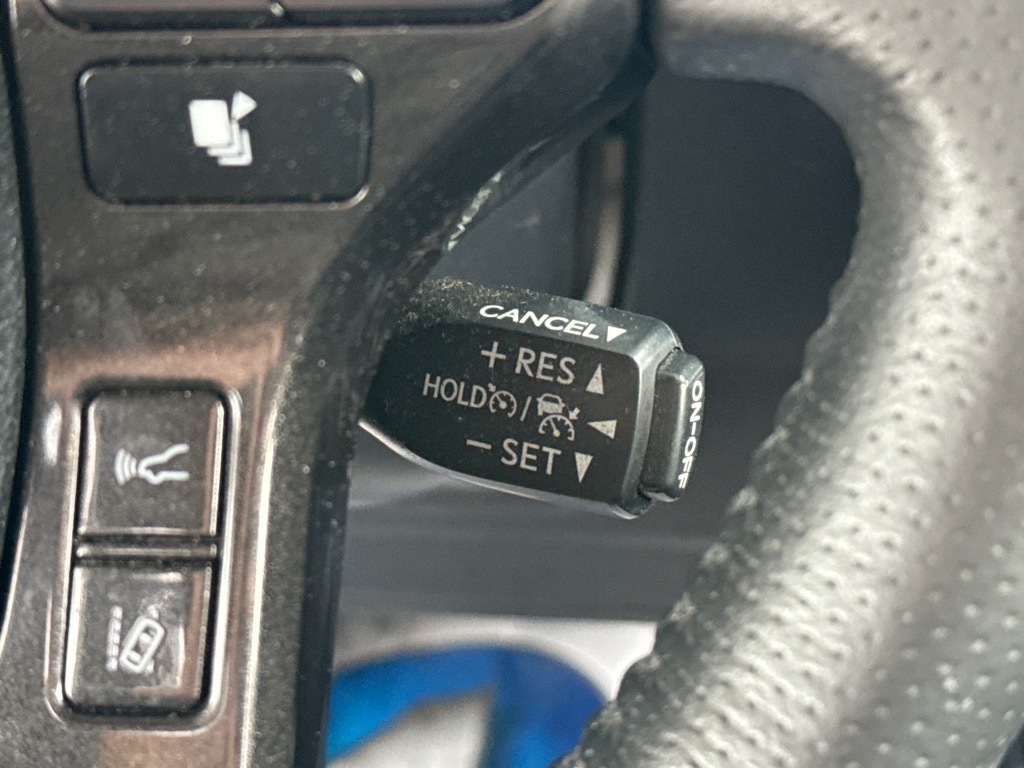 CANCEL▼
+ RES ▲
HOLD / ◀
− SET ▼
ON-OFF